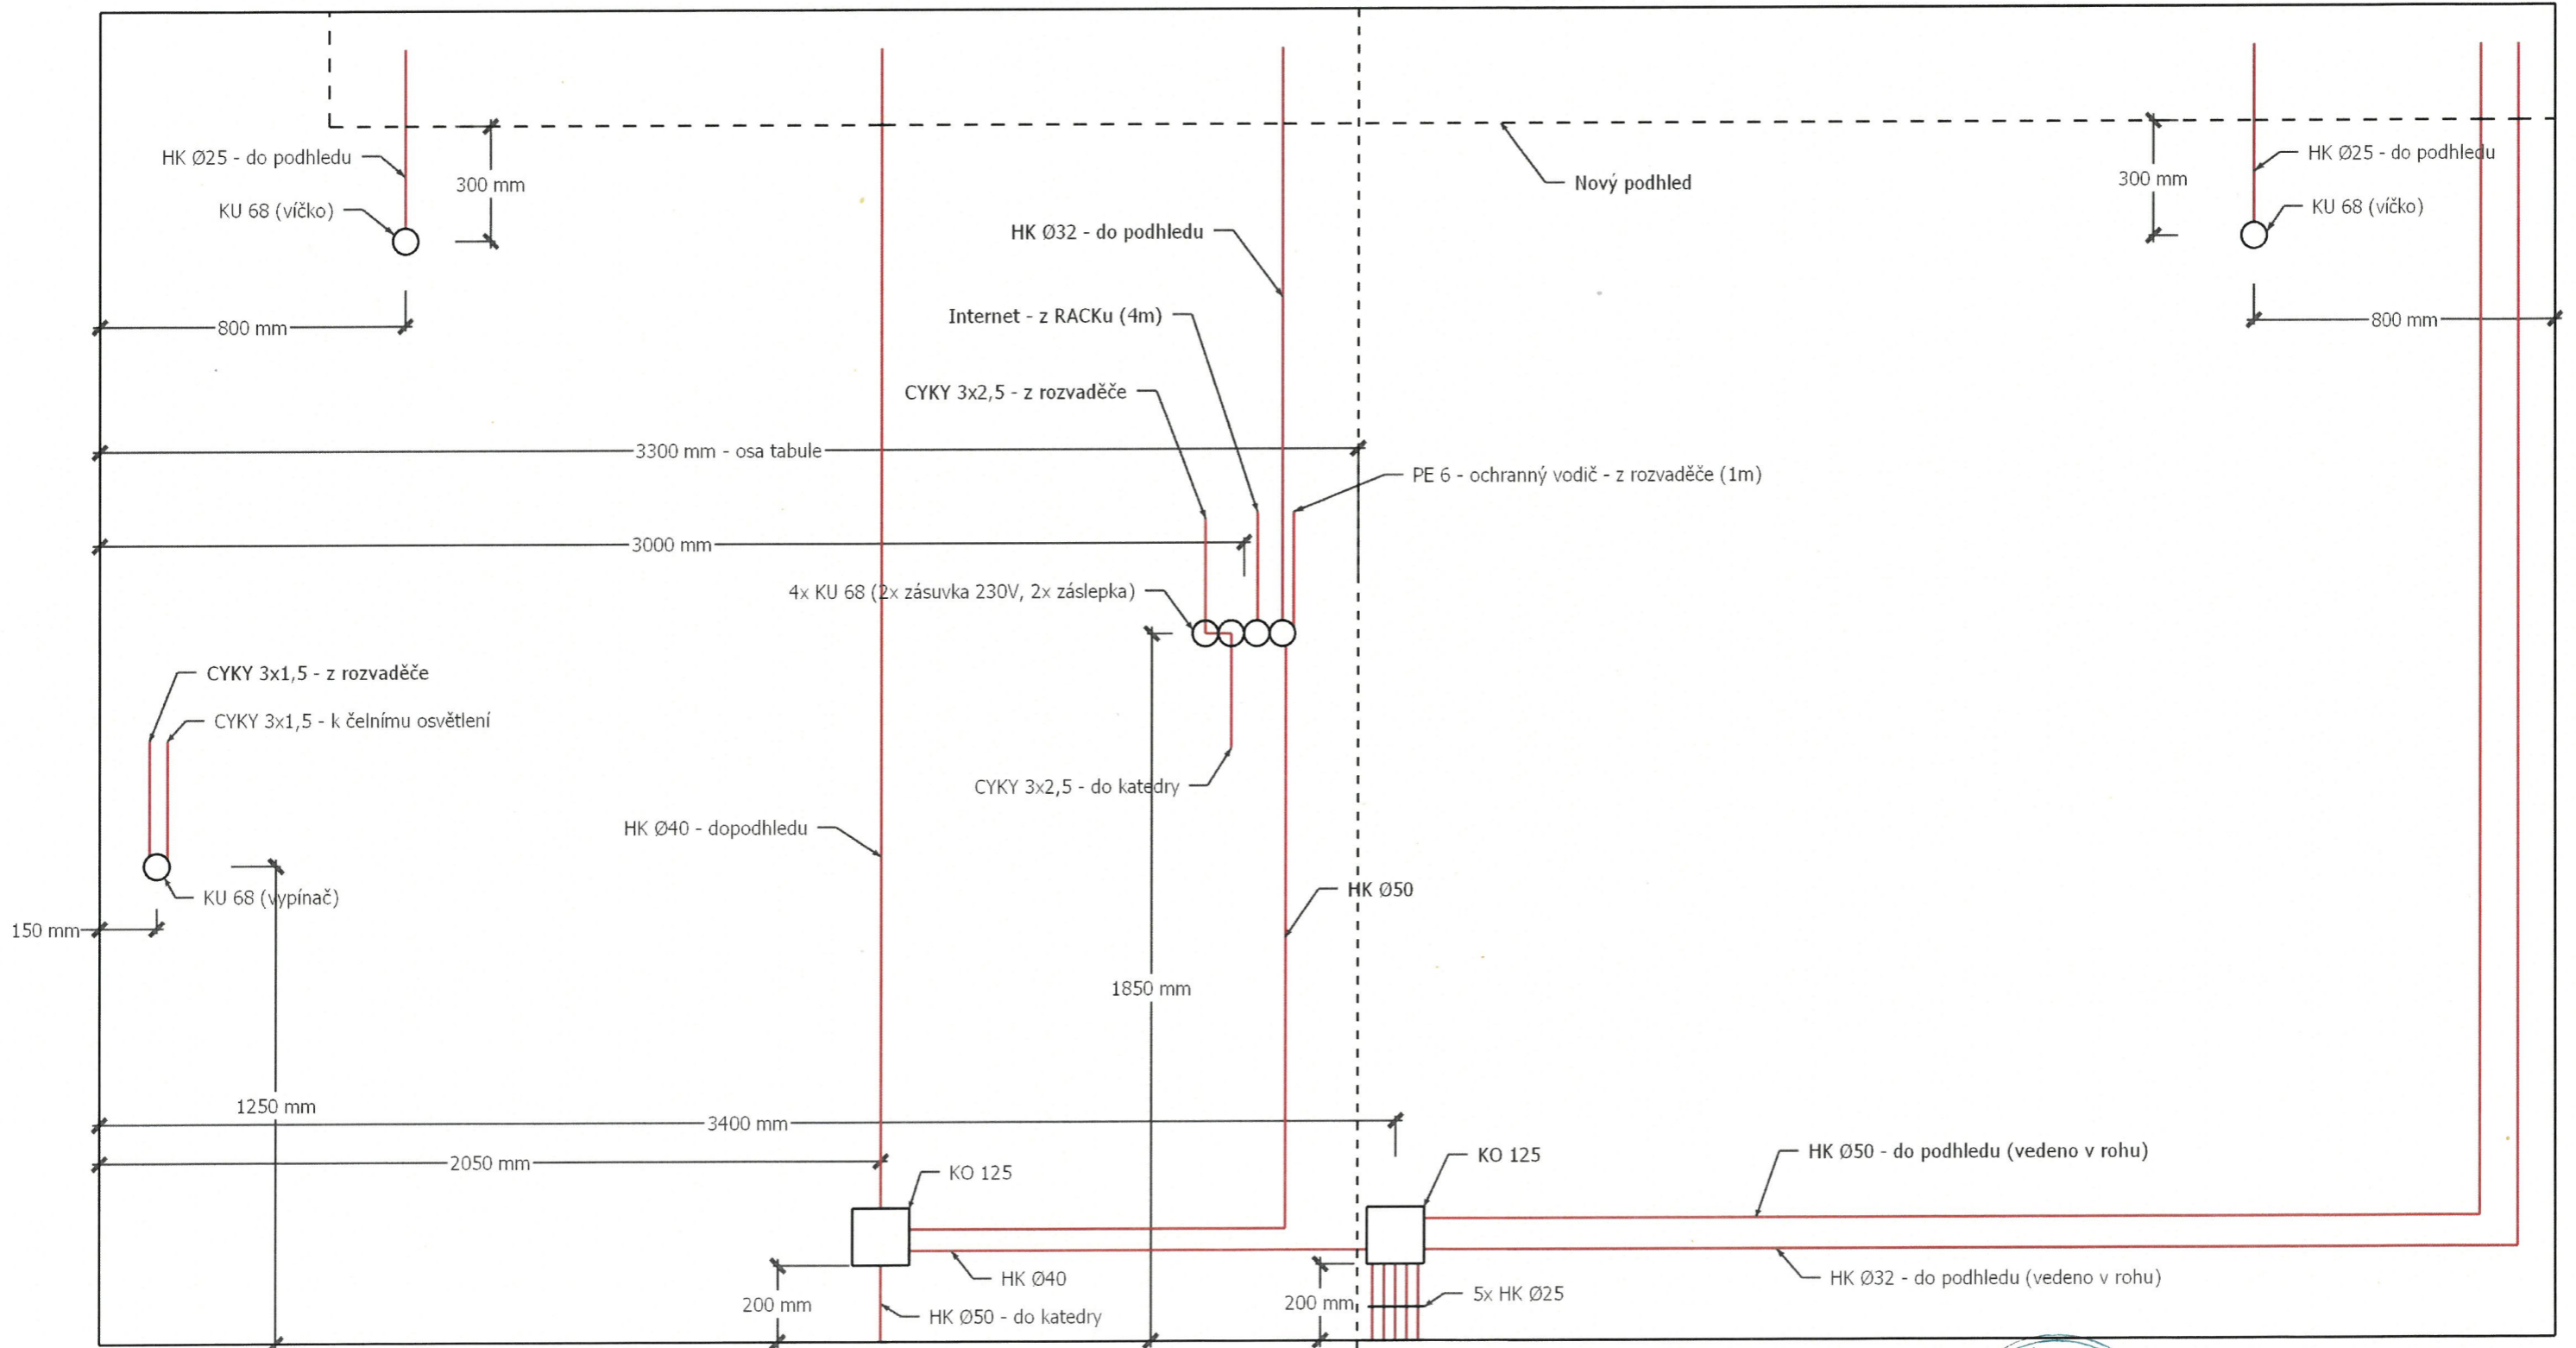 HK Ø25 - do podhledu
300 mm
KU 68 (víčko)
800 mm
HK Ø32 - do podhledu
Nový podhled
HK Ø25 - do podhledu
300 mm
KU 68 (víčko)
800 mm
Internet - z RACKu (4m)
CYKY 3x2,5 - z rozvaděče
3300 mm - osa tabule
PE 6 - ochranný vodič - z rozvaděče (1m)
3000 mm
4x KU 68 (2x zásuvka 230V, 2x záslepka)
CYKY 3x1,5 - z rozvaděče
CYKY 3x1,5 - k čelnímu osvětlení
CYKY 3x2,5 - do katedry
HK Ø40 - dopodhledu
KU 68 (vypínač)
HK Ø50
150 mm
1850 mm
1250 mm
3400 mm
2050 mm
KO 125
KO 125
HK Ø50 - do podhledu (vedeno v rohu)
HK Ø40
HK Ø32 - do podhledu (vedeno v rohu)
200 mm
HK Ø50 - do katedry
200 mm
5x HK Ø25